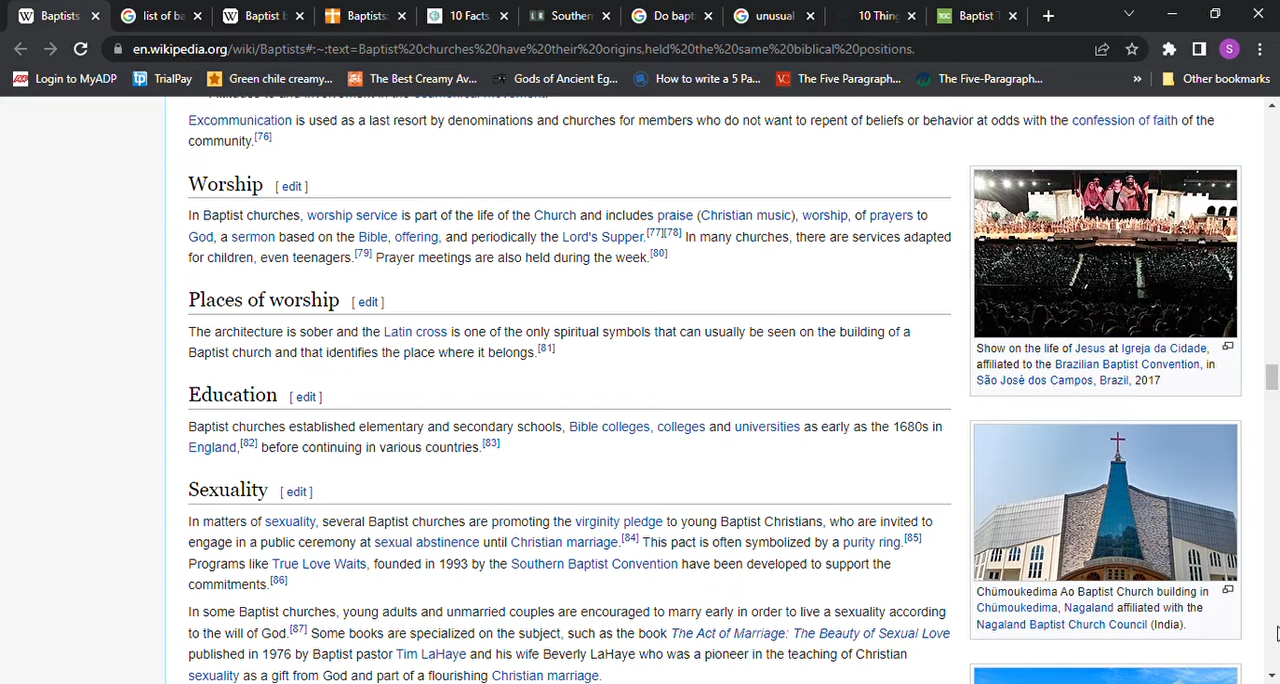 Baptists
list of ba
Baptist b
Baptists:
10 Facts
Southern
Do bapt
unusual
10 Thing
Baptist T
en.wikipedia.org/wiki/Baptists#:~:text=Baptist%20churches%20have%20their%20origins,held%20the%20same%20biblical%20positions.
S
Login to MyADP
TrialPay
Green chile creamy...
The Best Creamy Av...
Gods of Ancient Eg...
How to write a 5 Pa...
The Five Paragraph...
The Five-Paragraph...
»
Other bookmarks
Excommunication is used as a last resort by denominations and churches for members who do not want to repent of beliefs or behavior at odds with the confession of faith of the
community.[76]
Worship [ edit ]
In Baptist churches, worship service is part of the life of the Church and includes praise (Christian music), worship, of prayers to
God, a sermon based on the Bible, offering, and periodically the Lord's Supper.[77][78] In many churches, there are services adapted
for children, even teenagers.[79] Prayer meetings are also held during the week.[80]
Places of worship [ edit ]
The architecture is sober and the Latin cross is one of the only spiritual symbols that can usually be seen on the building of a
Baptist church and that identifies the place where it belongs.[81]
Education [ edit ]
Baptist churches established elementary and secondary schools, Bible colleges, colleges and universities as early as the 1680s in
England,[82] before continuing in various countries.[83]
Sexuality [ edit ]
In matters of sexuality, several Baptist churches are promoting the virginity pledge to young Baptist Christians, who are invited to
engage in a public ceremony at sexual abstinence until Christian marriage.[84] This pact is often symbolized by a purity ring.[85]
Programs like True Love Waits, founded in 1993 by the Southern Baptist Convention have been developed to support the
commitments.[86]
In some Baptist churches, young adults and unmarried couples are encouraged to marry early in order to live a sexuality according
to the will of God.[87] Some books are specialized on the subject, such as the book The Act of Marriage: The Beauty of Sexual Love
published in 1976 by Baptist pastor Tim LaHaye and his wife Beverly LaHaye who was a pioneer in the teaching of Christian
sexuality as a gift from God and part of a flourishing Christian marriage.
Show on the life of Jesus at Igreja da Cidade,
affiliated to the Brazilian Baptist Convention, in
São José dos Campos, Brazil, 2017
Chümoukedima Ao Baptist Church building in
Chümoukedima, Nagaland affiliated with the
Nagaland Baptist Church Council (India).